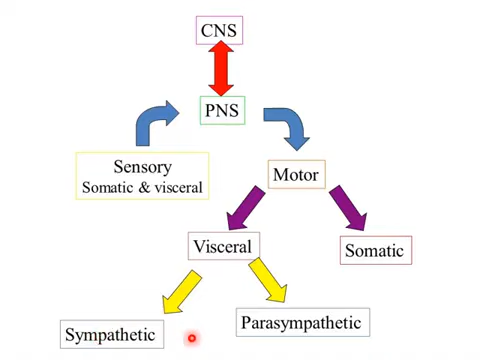 CNS
PNS
Sensory
Somatic & visceral
Motor
Visceral
Somatic
Sympathetic
Parasympathetic